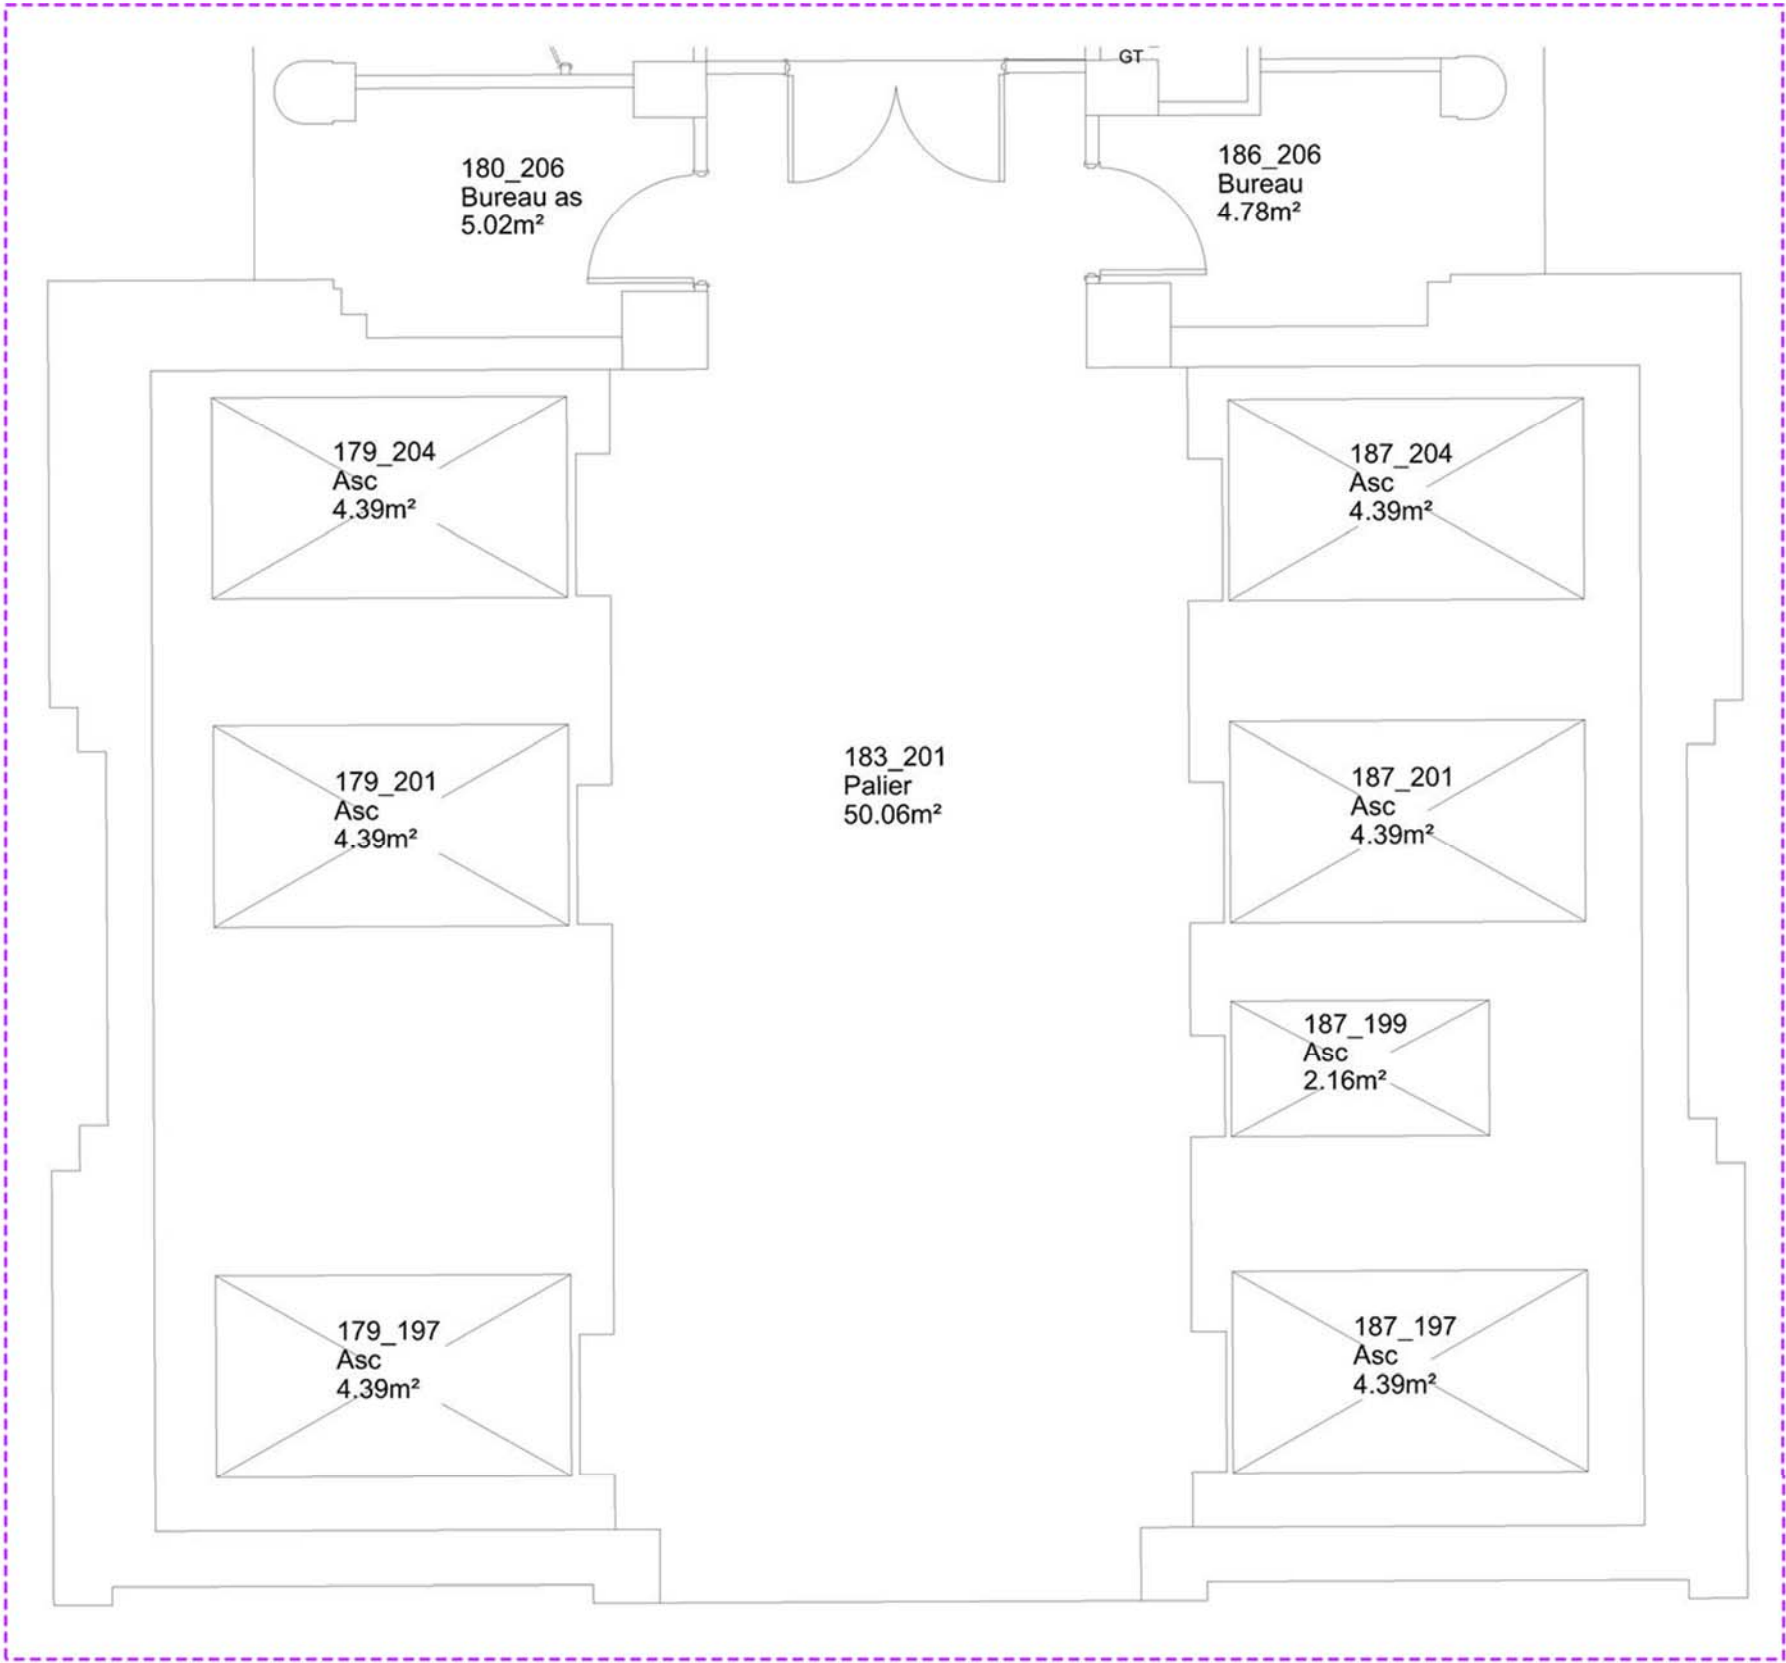 GT
180_206
Bureau as
5.02m²
186_206
Bureau
4.78m²
179_204
Asc
4.39m²
187_204
Asc
4.39m²
183_201
Palier
50.06m²
179_201
Asc
4.39m²
187_201
Asc
4.39m²
187_199
Asc
2.16m²
179_197
Asc
4.39m²
187_197
Asc
4.39m²